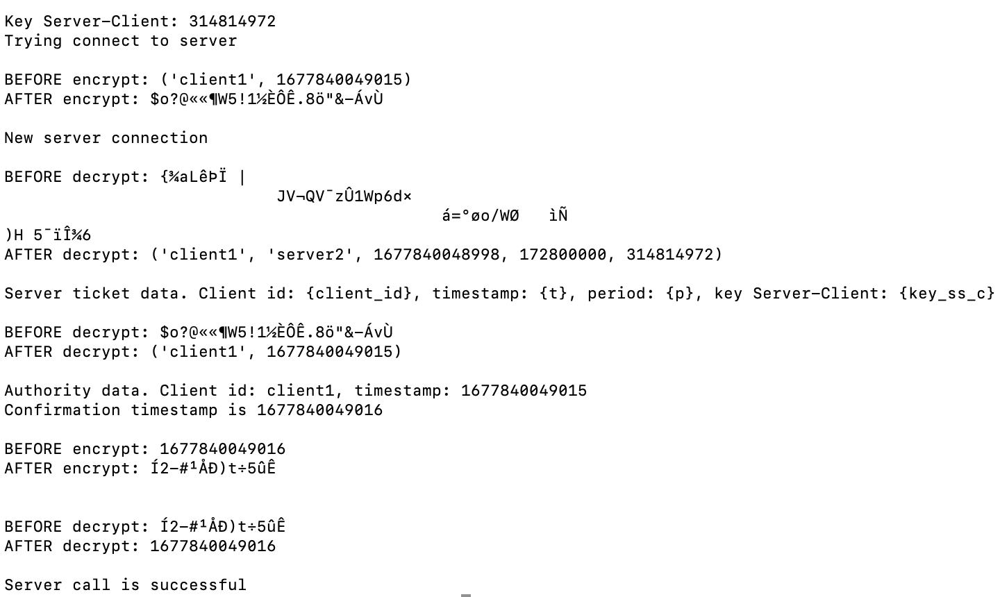 Key Server-Client: 314814972
Trying connect to server
BEFORE encrypt: ('client1', 1677840049015)
AFTER encrypt: $o?@««¶W5!1½ÈÔÊ.8ö"&-ÁvÙ
New server connection
BEFORE decrypt: {¾aLêÞÏ |
JV¬QV¯zÛ1Wp6d×
á=°øo/WØ   ìÑ
)H 5¯ïÎ¾6
AFTER decrypt: ('client1', 'server2', 1677840048998, 172800000, 314814972)
Server ticket data. Client id: {client_id}, timestamp: {t}, period: {p}, key Server-Client: {key_ss_c}
BEFORE decrypt: $o?@««¶W5!1½ÈÔÊ.8ö"&-ÁvÙ
AFTER decrypt: ('client1', 1677840049015)
Authority data. Client id: client1, timestamp: 1677840049015
Confirmation timestamp is 1677840049016
BEFORE encrypt: 1677840049016
AFTER encrypt: Í2-#¹ÅÐ)t÷5ûÊ
BEFORE decrypt: Í2-#¹ÅÐ)t÷5ûÊ
AFTER decrypt: 1677840049016
Server call is successful